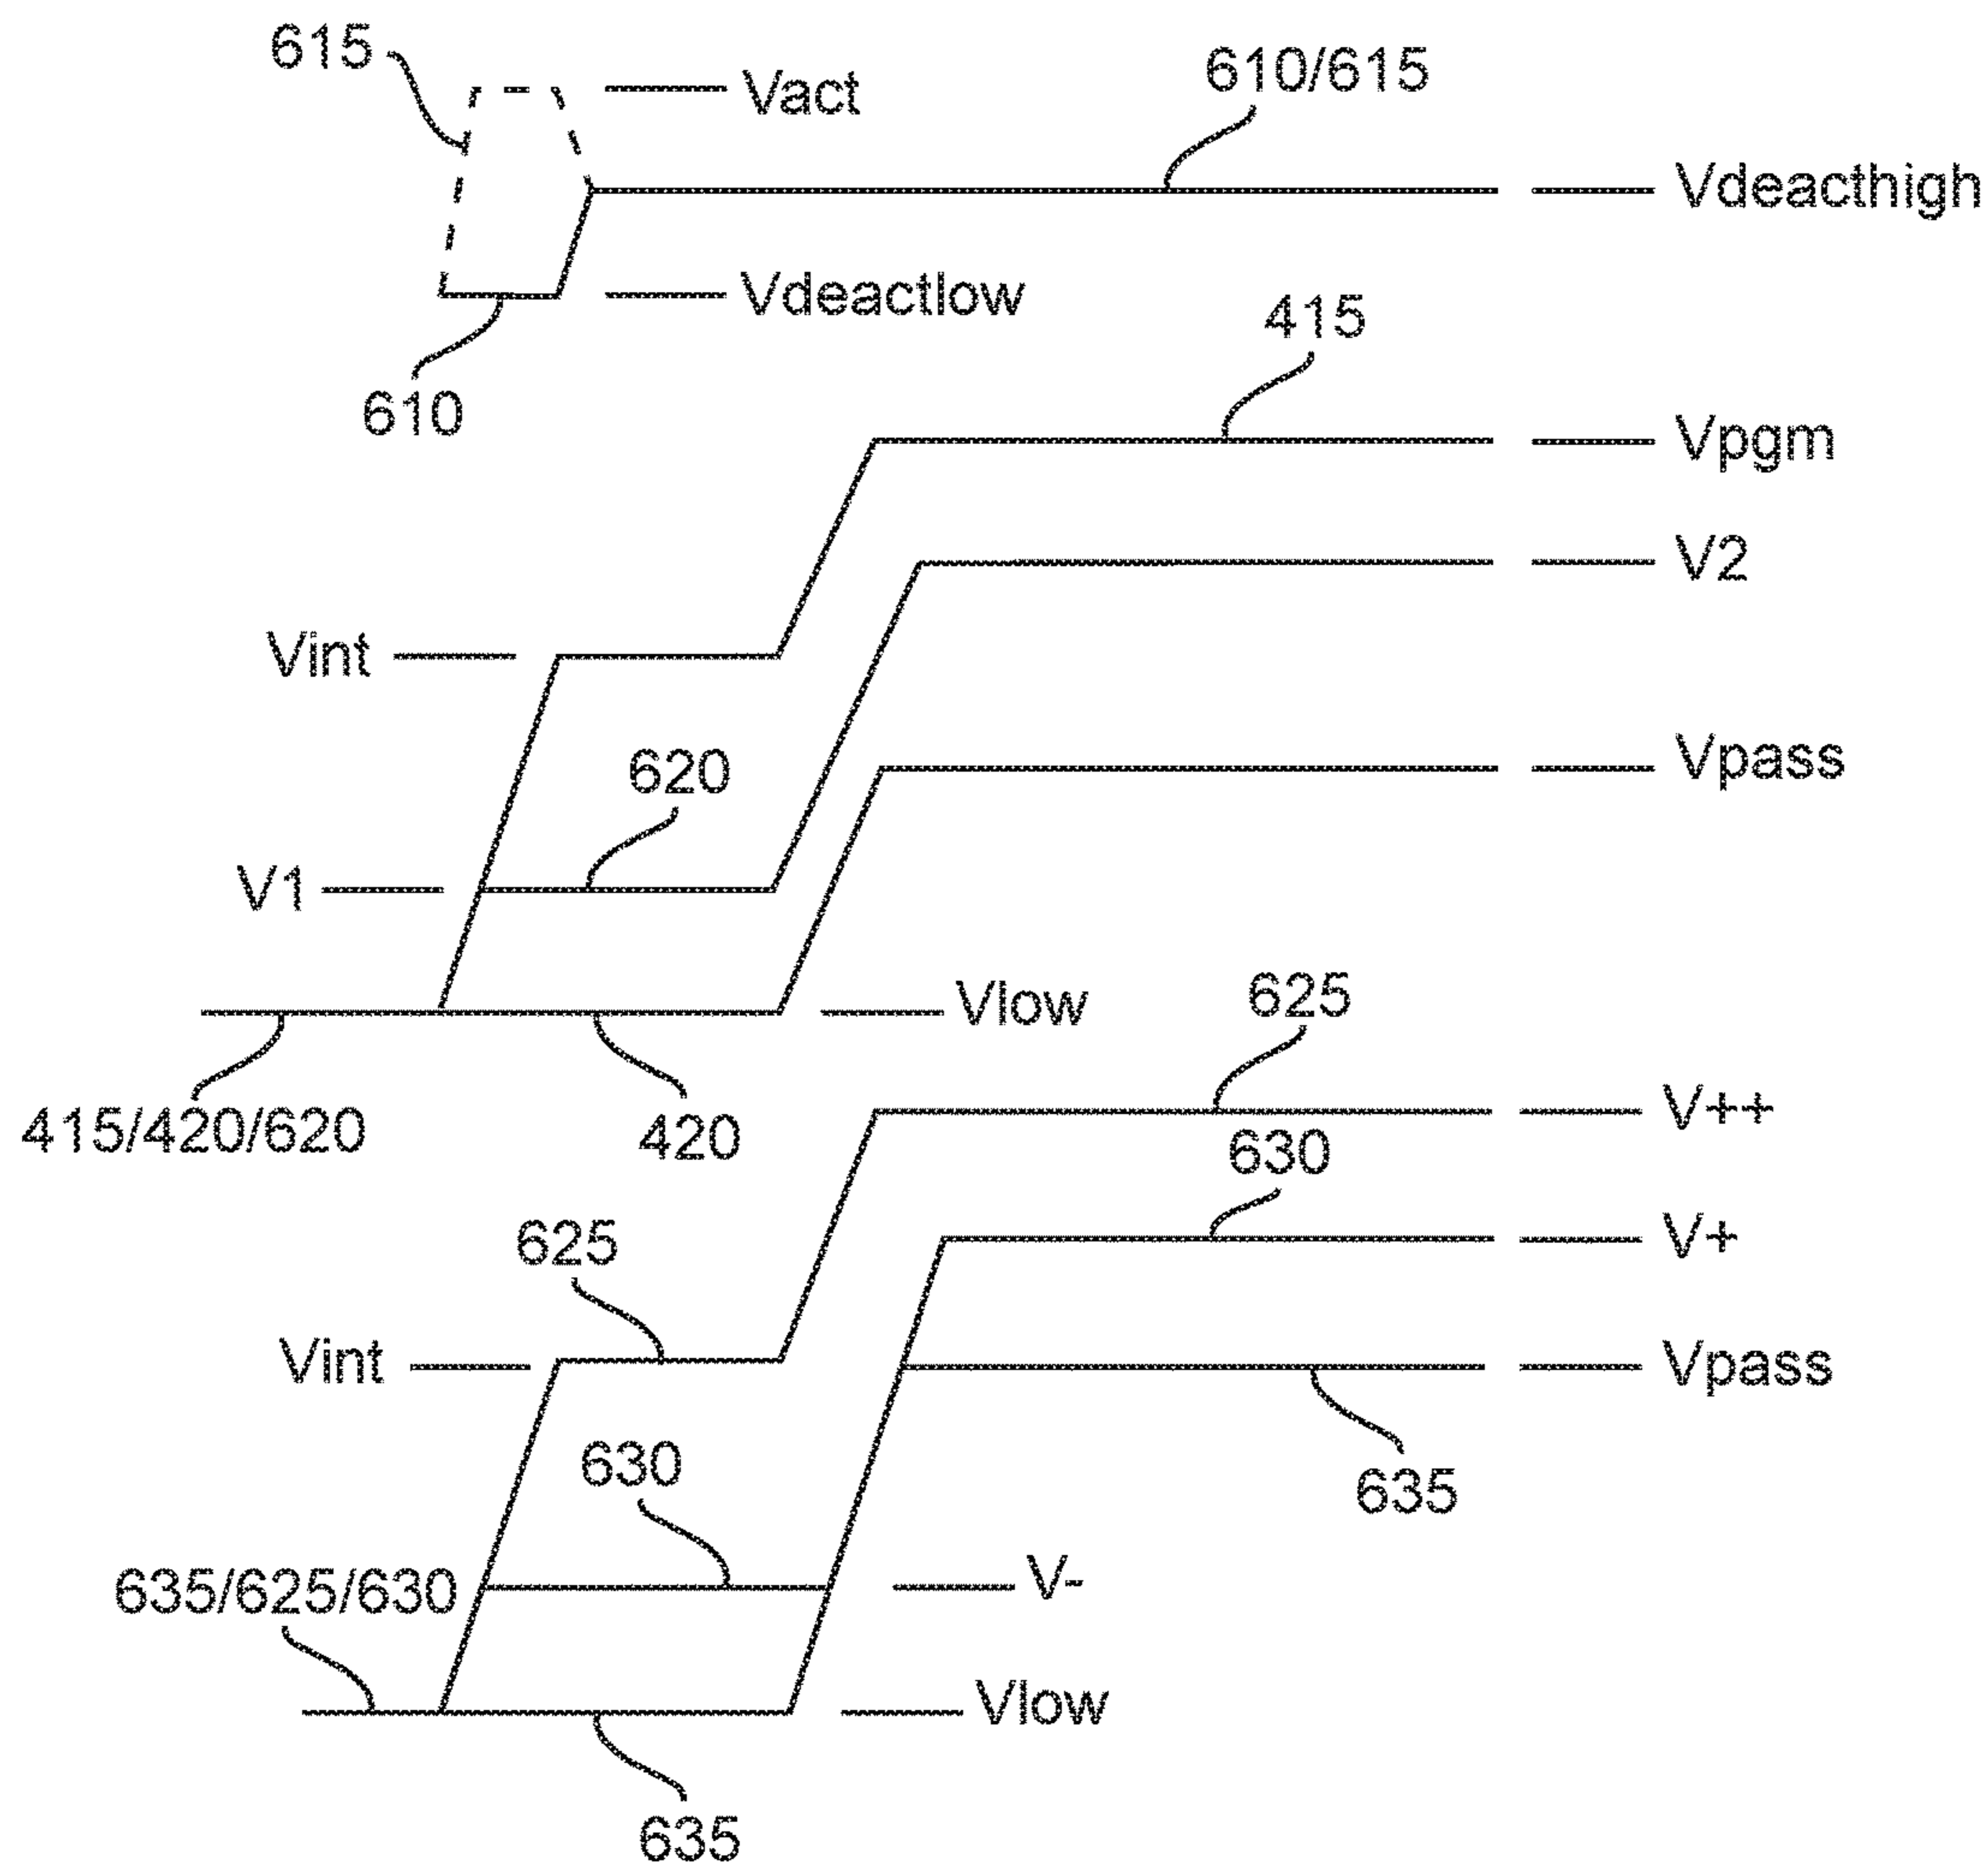 615
Vact
610/615
Vdeacthigh
Vdeactlow
610
415
Vpgm
V2
Vint
620
Vpass
V1
Vlow
415/420/620
420
625
V++
630
V+
625
Vint
Vpass
630
635
V-
635/625/630
Vlow
635